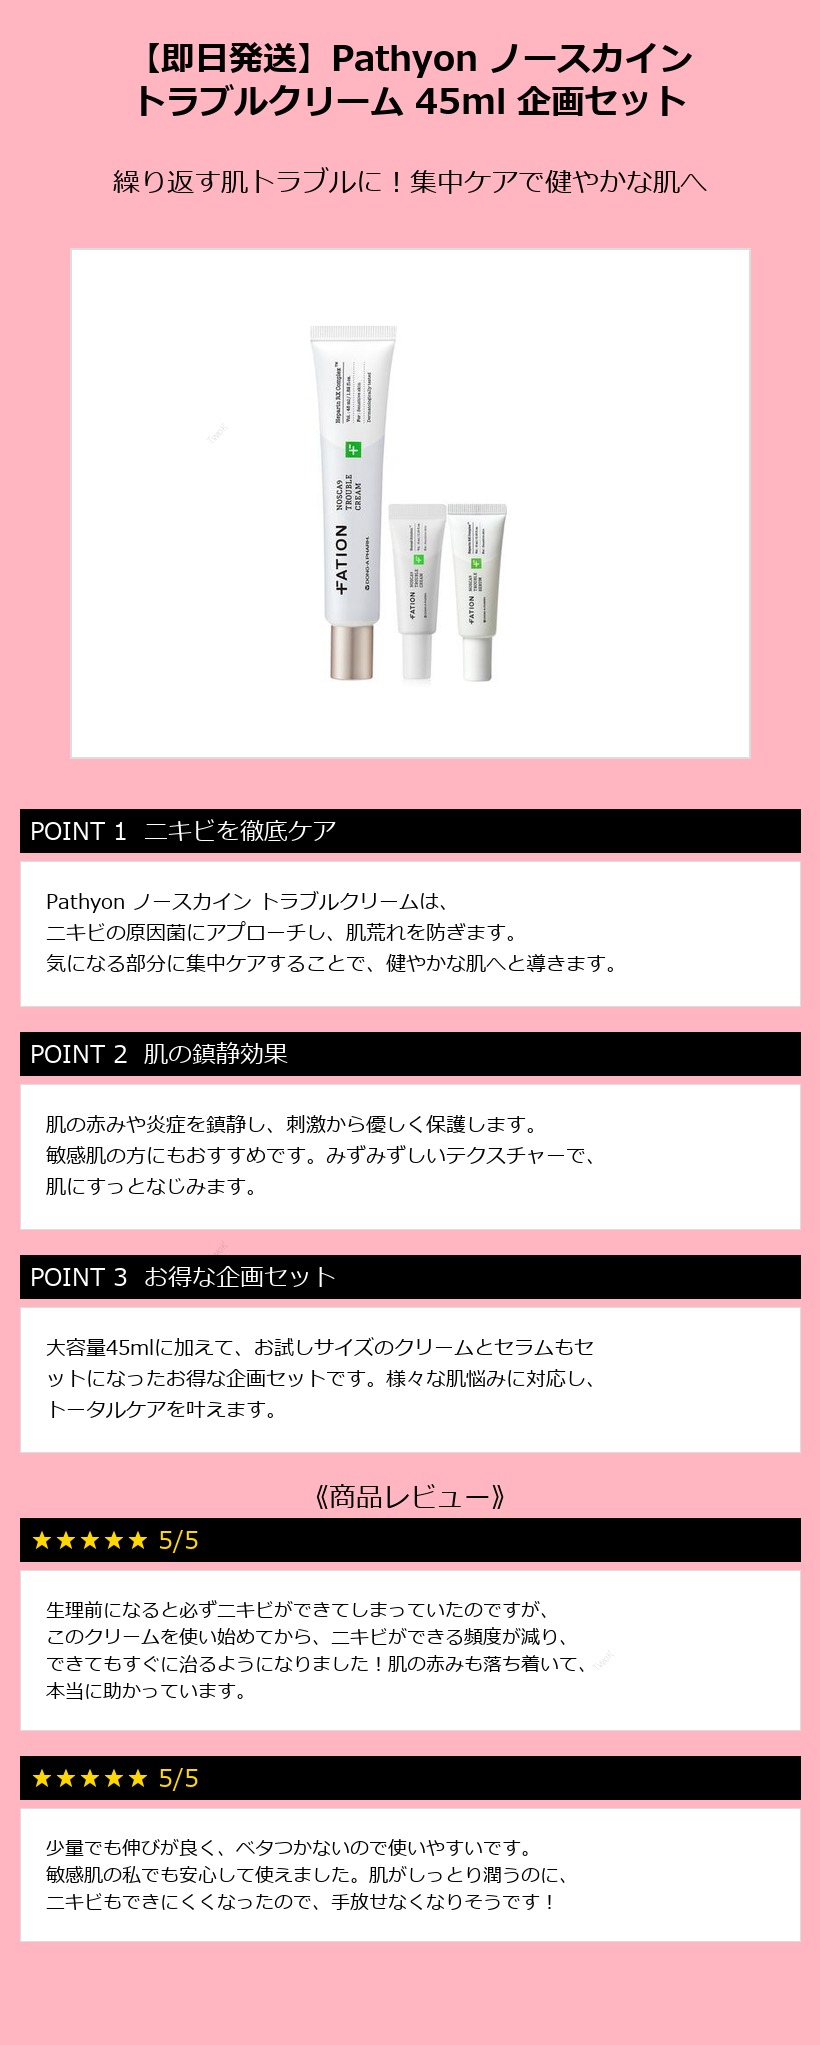 【即日発送】Pathyon ノースカイン
トラブルクリーム 45ml 企画セット
繰り返す肌トラブルに！集中ケアで健やかな肌へ
Heparin RX Complex™
For : Sensitive skin
Dermatologically tested
NOSCA9
TROUBLE
CREAM
FATION
DONG-A PHARM.
NOSCA9
TROUBLE
CREAM
FATION
NOSCA9
TROUBLE
SERUM
FATION
POINT 1 ニキビを徹底ケア
Pathyon ノースカイン トラブルクリームは、
ニキビの原因菌にアプローチし、肌荒れを防ぎます。
気になる部分に集中ケアすることで、健やかな肌へと導きます。
POINT 2 肌の鎮静効果
肌の赤みや炎症を鎮静し、刺激から優しく保護します。
敏感肌の方にもおすすめです。みずみずしいテクスチャーで、
肌にすっとなじみます。
POINT 3 お得な企画セット
大容量45mlに加えて、お試しサイズのクリームとセラムもセ
ットになったお得な企画セットです。様々な肌悩みに対応し、
トータルケアを叶えます。
《商品レビュー》
★★★★★ 5/5
生理前になると必ずニキビができてしまっていたのですが、
このクリームを使い始めてから、ニキビができる頻度が減り、
できてもすぐに治るようになりました！肌の赤みも落ち着いて、
本当に助かっています。
★★★★★ 5/5
少量でも伸びが良く、ベタつかないので使いやすいです。
敏感肌の私でも安心して使えました。肌がしっとり潤うのに、
ニキビもできにくくなったので、手放せなくなりそうです！